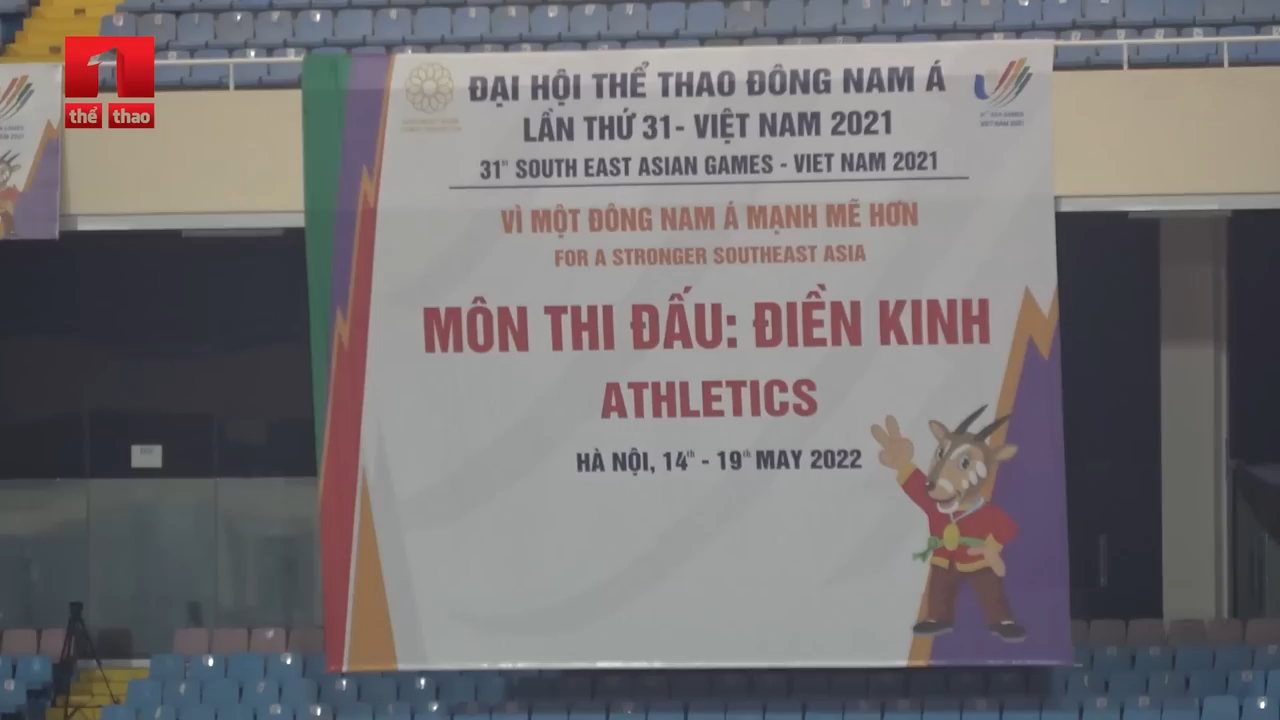 1
thể thao
ĐẠI HỘI THỂ THAO ĐÔNG NAM Á
LẦN THỨ 31- VIỆT NAM 2021
31st SOUTH EAST ASIAN GAMES - VIET NAM 2021
VÌ MỘT ĐÔNG NAM Á MẠNH MẼ HƠN
FOR A STRONGER SOUTHEAST ASIA
MÔN THI ĐẤU: ĐIỀN KINH
ATHLETICS
HÀ NỘI, 14th - 19th MAY 2022